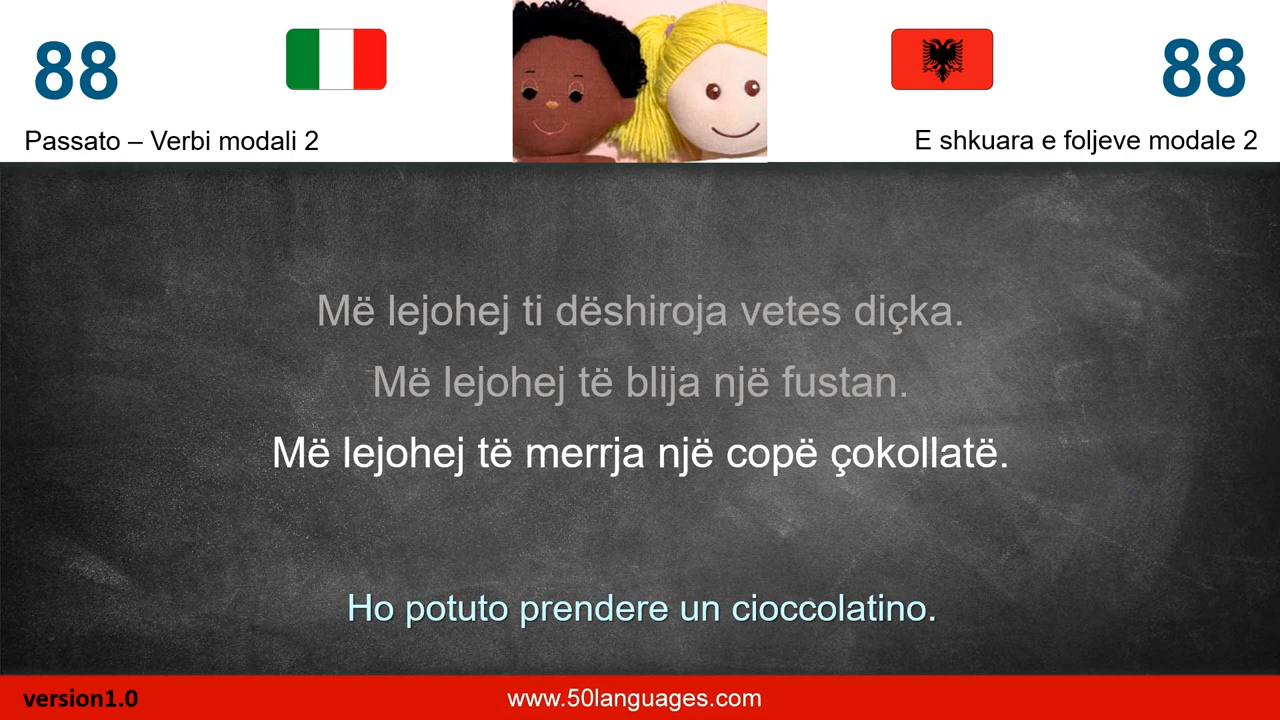 88
88
Passato – Verbi modali 2
E shkuara e foljeve modale 2
Më lejohej ti dëshiroja vetes diçka.
Më lejohej të blija një fustan.
Më lejohej të merrja një copë çokollatë.
Ho potuto prendere un cioccolatino.
version1.0
www.50languages.com